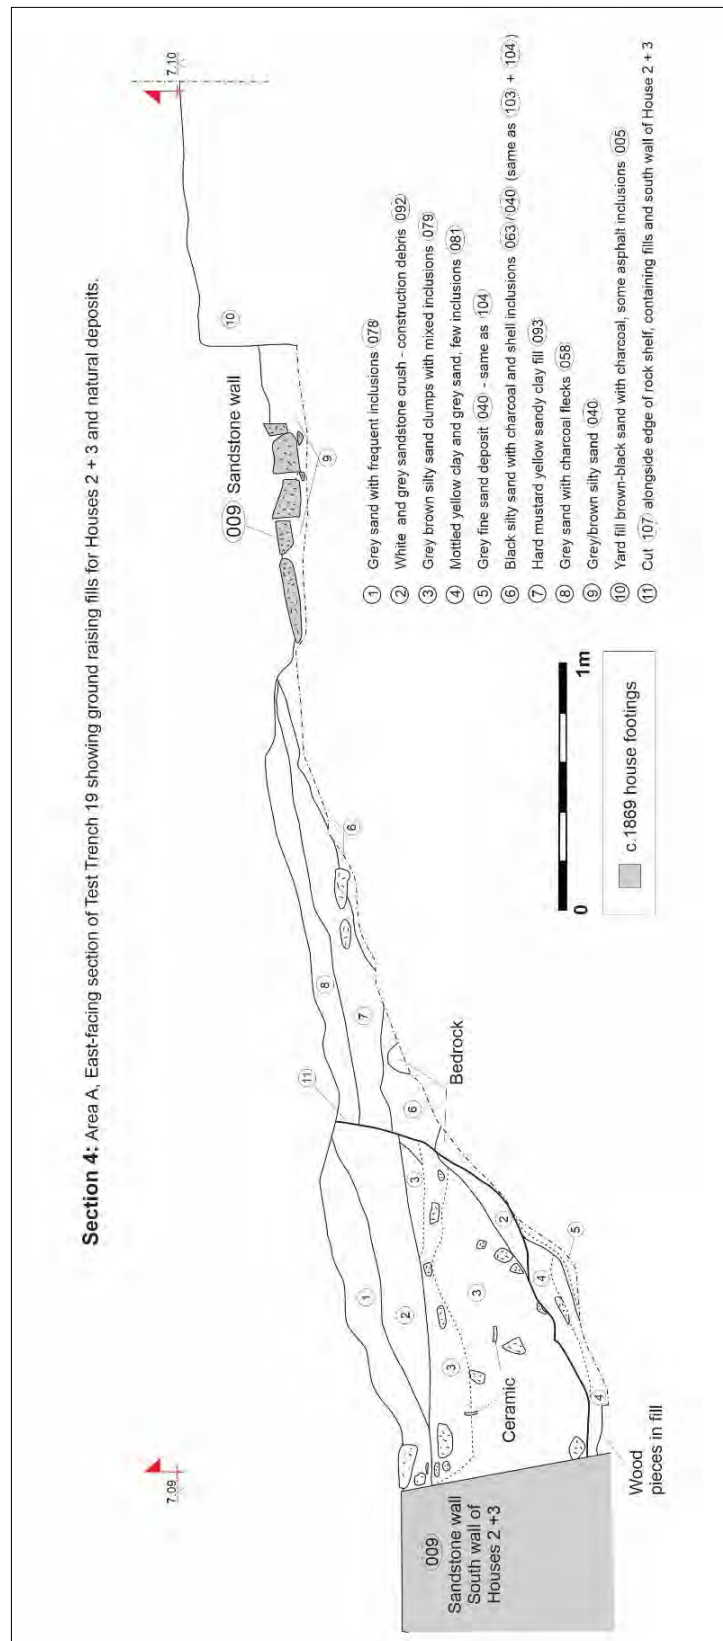 Section 4: Area A, East-facing section of Test Trench 19 showing ground raising fills for Houses 2 + 3 and natural deposits.
7.09
7.10
009
Sandstone wall
South wall of
Houses 2 +3
1
2
3
3
3
Ceramic
Wood
pieces in fill
4
4
2
5
11
6
Bedrock
7
8
6
009 Sandstone wall
9
10
1 Grey sand with frequent inclusions 078
2 White and grey sandstone crush - construction debris 092
3 Grey brown silty sand clumps with mixed inclusions 079
4 Mottled yellow clay and grey sand, few inclusions 081
5 Grey fine sand deposit 040 - same as 104
6 Black silty sand with charcoal and shell inclusions 063 / 040 (same as 103 + 104)
7 Hard mustard yellow sandy clay fill 093
8 Grey sand with charcoal flecks 058
9 Grey/brown silty sand 040
10 Yard fill brown-black sand with charcoal, some asphalt inclusions 005
11 Cut 107 alongside edge of rock shelf, containing fills and south wall of House 2 + 3
0
1m
c.1869 house footings